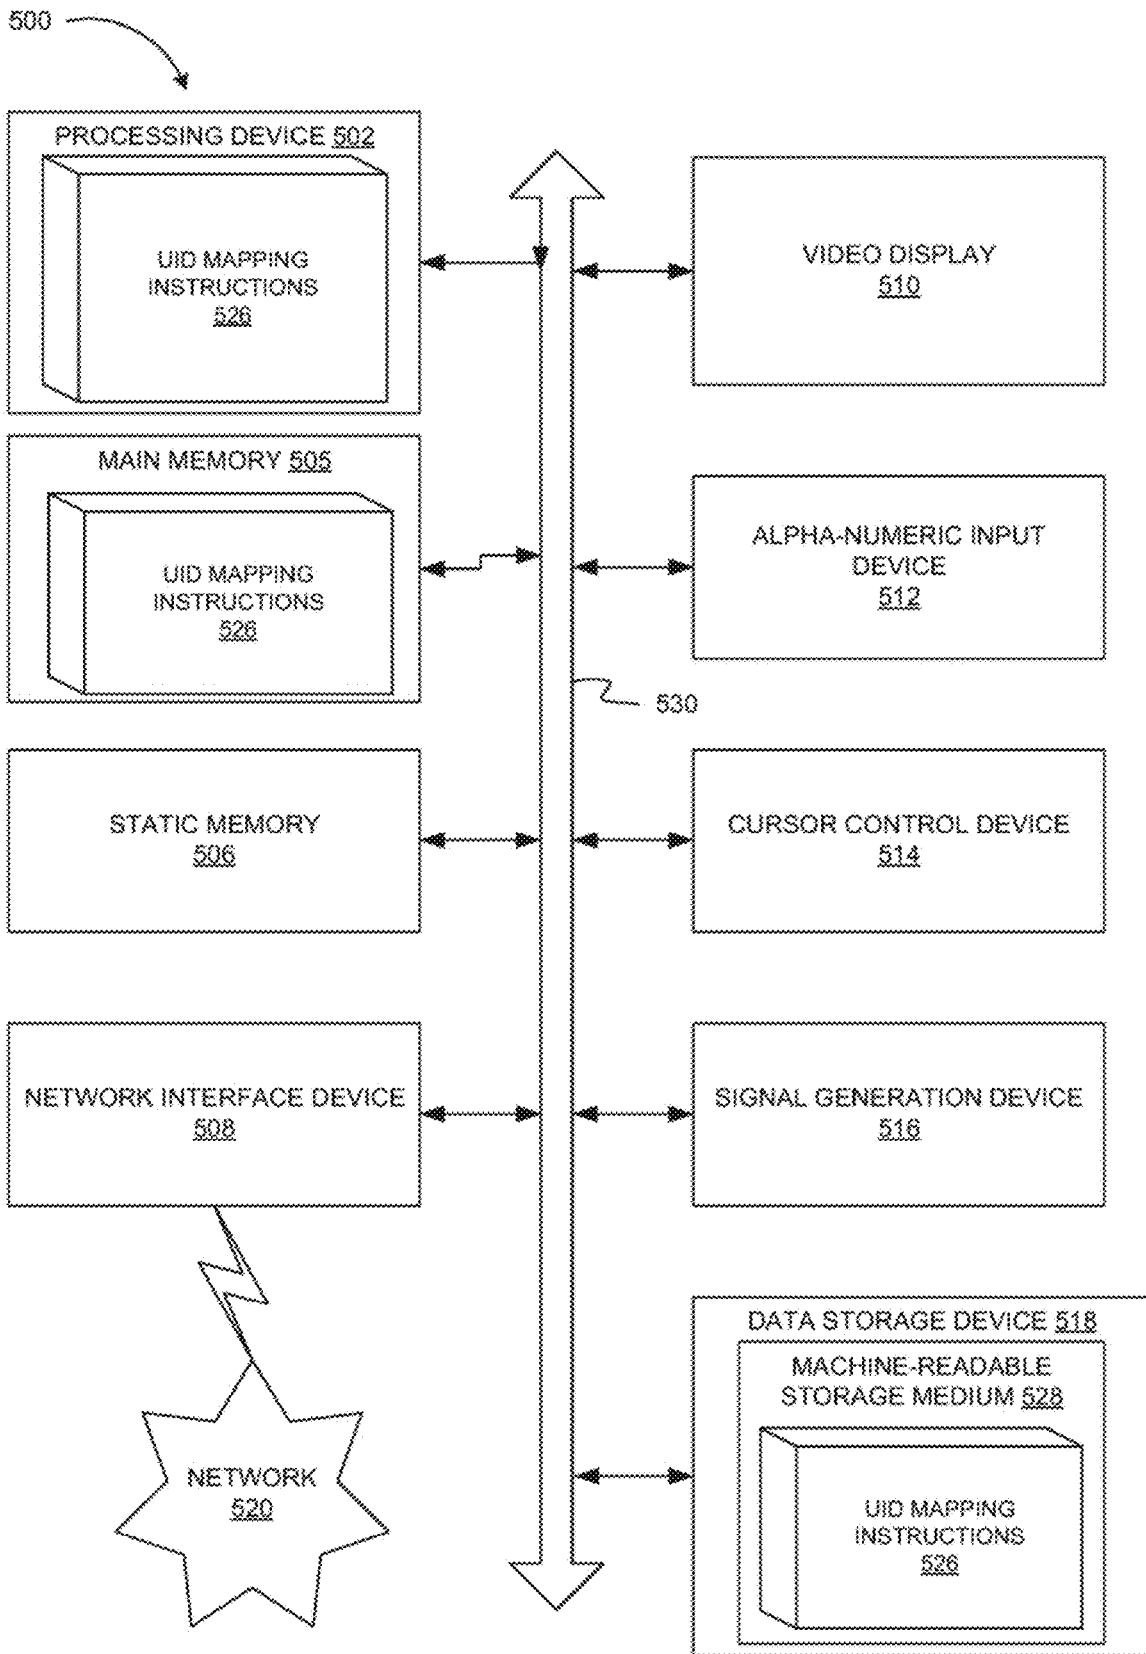 500
PROCESSING DEVICE 502
UID MAPPING
INSTRUCTIONS
526
MAIN MEMORY 505
UID MAPPING
INSTRUCTIONS
526
STATIC MEMORY
506
NETWORK INTERFACE DEVICE
508
NETWORK
520
530
VIDEO DISPLAY
510
ALPHA-NUMERIC INPUT
DEVICE
512
CURSOR CONTROL DEVICE
514
SIGNAL GENERATION DEVICE
516
DATA STORAGE DEVICE 518
MACHINE-READABLE
STORAGE MEDIUM 528
UID MAPPING
INSTRUCTIONS
526